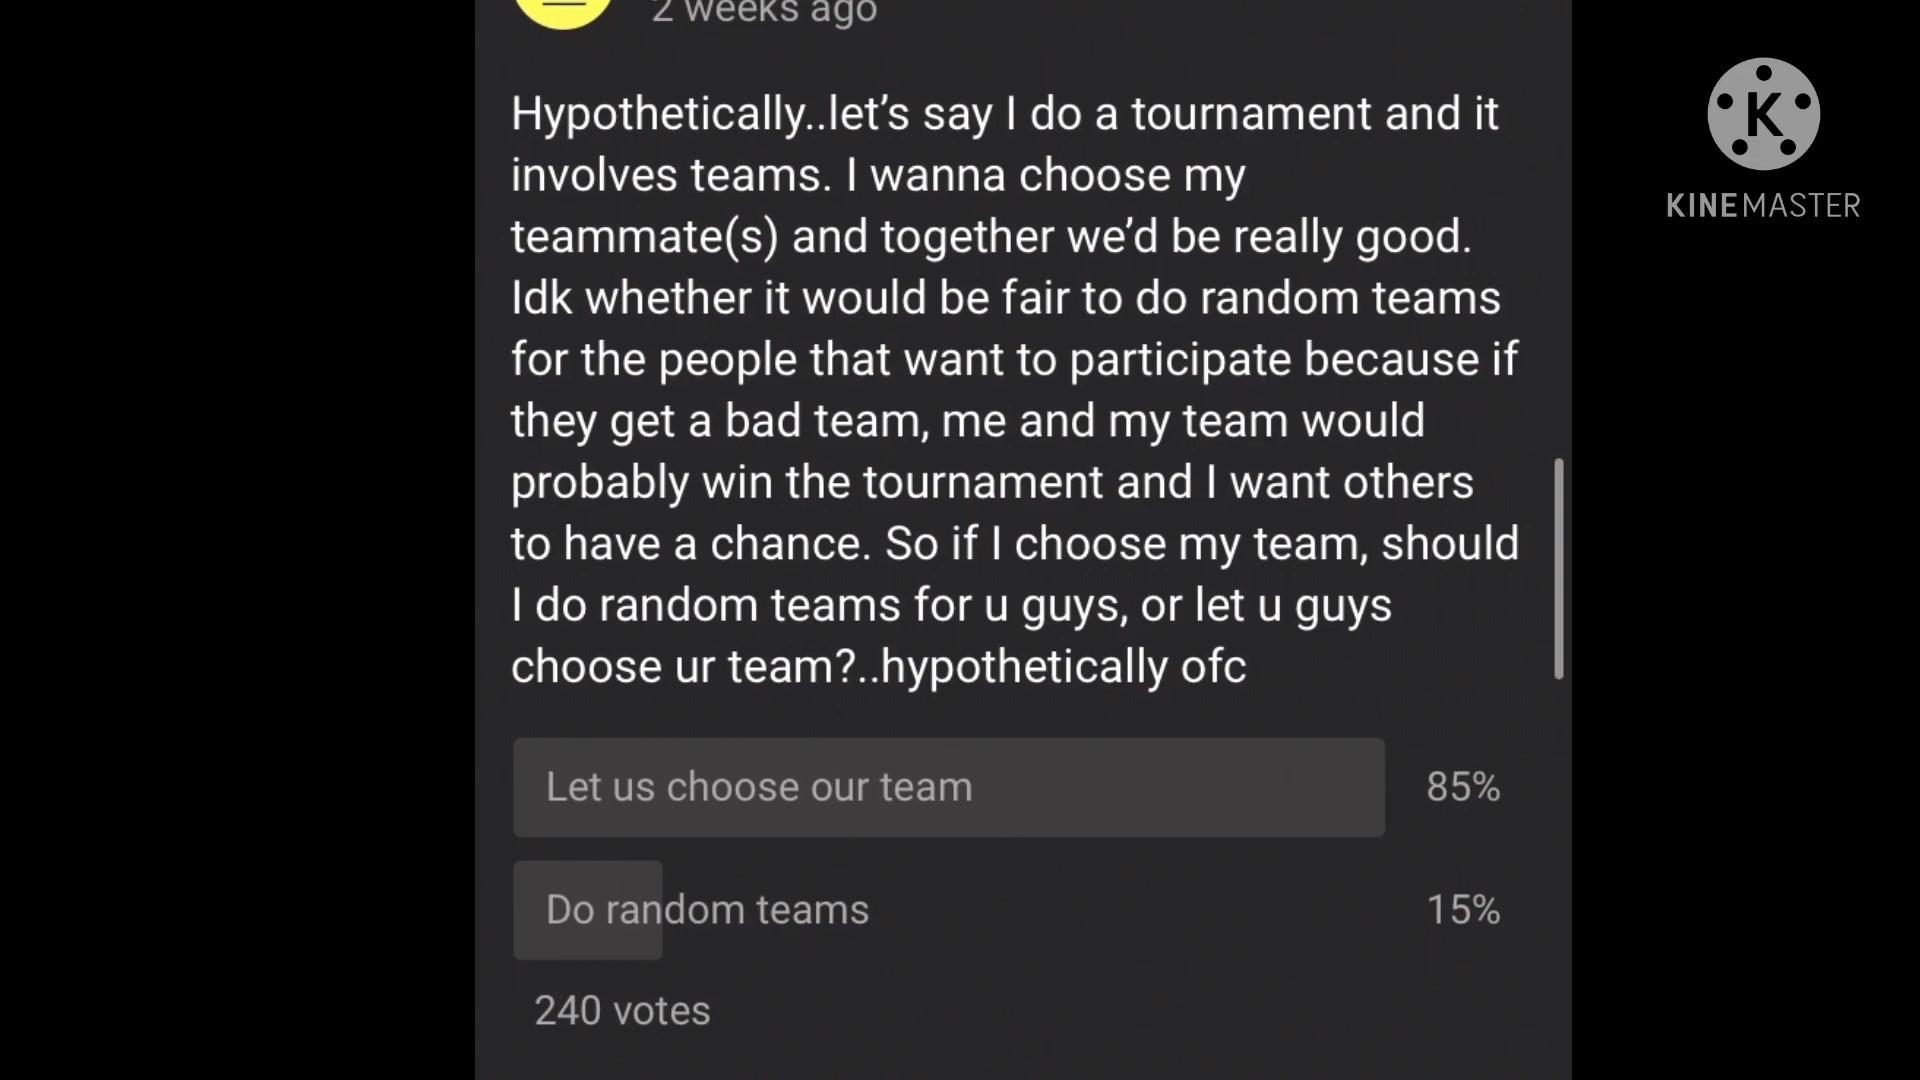 2 weeks ago
Hypothetically..let’s say I do a tournament and it
involves teams. I wanna choose my
teammate(s) and together we’d be really good.
Idk whether it would be fair to do random teams
for the people that want to participate because if
they get a bad team, me and my team would
probably win the tournament and I want others
to have a chance. So if I choose my team, should
I do random teams for u guys, or let u guys
choose ur team?..hypothetically ofc
Let us choose our team 85%
Do random teams 15%
240 votes
K
KINEMASTER